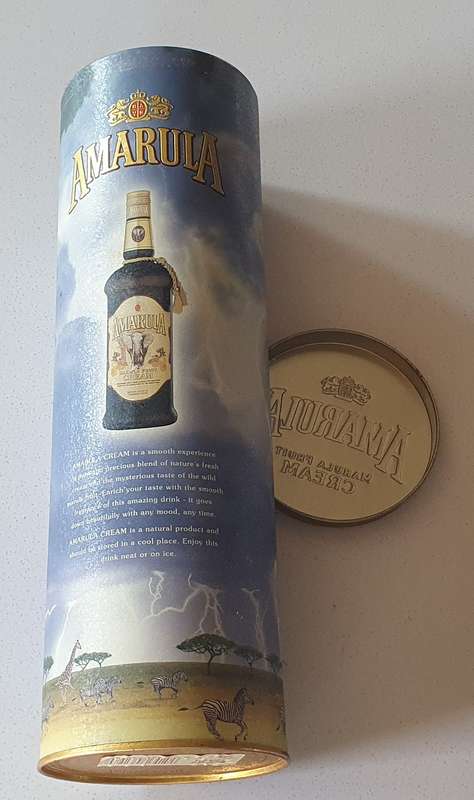 AMARULA
AMARULA
CREAM
AMARULA CREAM is a smooth experience
precious blend of nature's fresh
the mysterious taste of the wild
Enrich your taste with the smooth
of this amazing drink - it goes
down beautifully with any mood, any time.
AMARULA CREAM is a natural product and
should be stored in a cool place. Enjoy this
drink neat or on ice.
AMARULA
MARULA FRUIT
CREAM